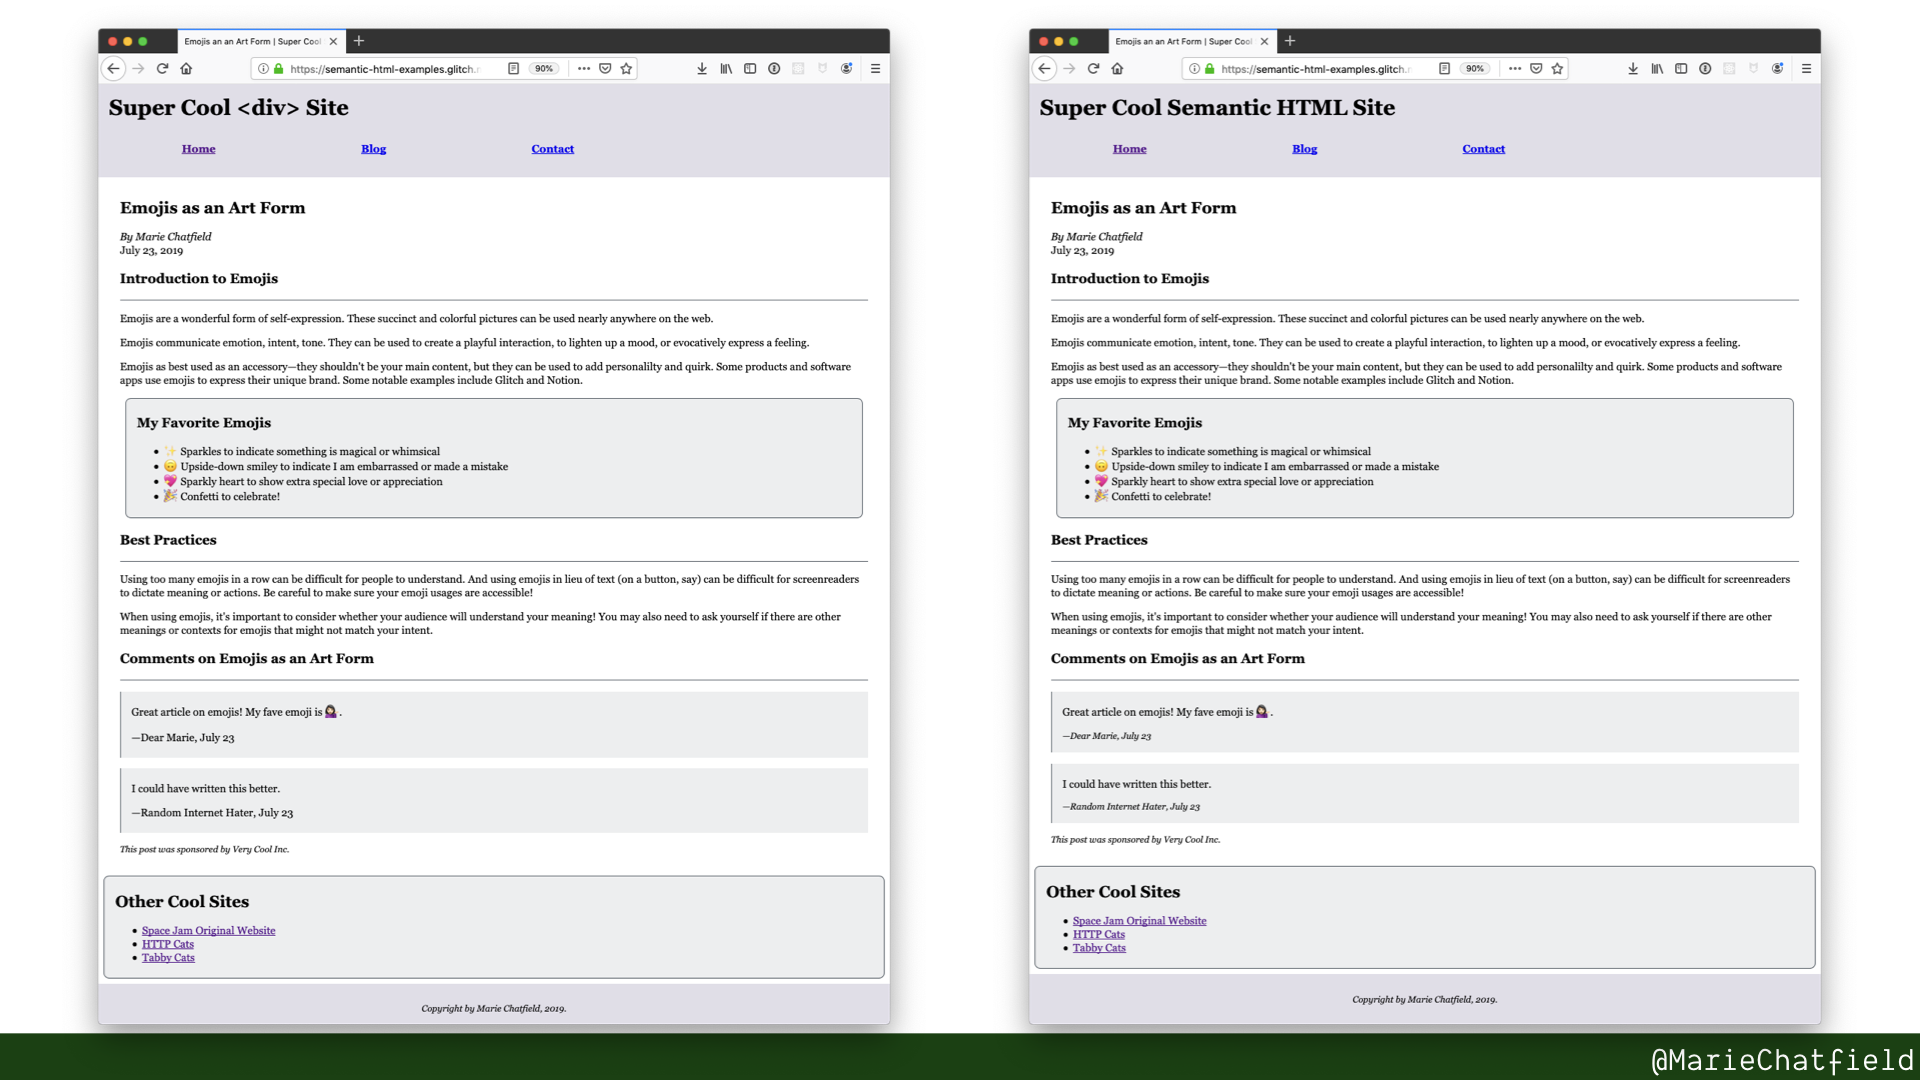 Emojis an an Art Form | Super Cool
https://semantic-html-examples.glitch.
90%
Super Cool <div> Site
Home Blog Contact
Emojis as an Art Form
By Marie Chatfield
July 23, 2019
Introduction to Emojis
Emojis are a wonderful form of self-expression. These succinct and colorful pictures can be used nearly anywhere on the web.
Emojis communicate emotion, intent, tone. They can be used to create a playful interaction, to lighten up a mood, or evocatively express a feeling.
Emojis as best used as an accessory—they shouldn't be your main content, but they can be used to add personalilty and quirk. Some products and software
apps use emojis to express their unique brand. Some notable examples include Glitch and Notion.
My Favorite Emojis
• ✨ Sparkles to indicate something is magical or whimsical
• 🙃 Upside-down smiley to indicate I am embarrassed or made a mistake
• 💖 Sparkly heart to show extra special love or appreciation
• 🎉 Confetti to celebrate!
Best Practices
Using too many emojis in a row can be difficult for people to understand. And using emojis in lieu of text (on a button, say) can be difficult for screenreaders
to dictate meaning or actions. Be careful to make sure your emoji usages are accessible!
When using emojis, it's important to consider whether your audience will understand your meaning! You may also need to ask yourself if there are other
meanings or contexts for emojis that might not match your intent.
Comments on Emojis as an Art Form
Great article on emojis! My fave emoji is 💁🏻‍♀️.
—Dear Marie, July 23
I could have written this better.
—Random Internet Hater, July 23
This post was sponsored by Very Cool Inc.
Other Cool Sites
• Space Jam Original Website
• HTTP Cats
• Tabby Cats
Copyright by Marie Chatfield, 2019.
Emojis an an Art Form | Super Cool
https://semantic-html-examples.glitch.
90%
Super Cool Semantic HTML Site
Home Blog Contact
Emojis as an Art Form
By Marie Chatfield
July 23, 2019
Introduction to Emojis
Emojis are a wonderful form of self-expression. These succinct and colorful pictures can be used nearly anywhere on the web.
Emojis communicate emotion, intent, tone. They can be used to create a playful interaction, to lighten up a mood, or evocatively express a feeling.
Emojis as best used as an accessory—they shouldn't be your main content, but they can be used to add personalilty and quirk. Some products and software
apps use emojis to express their unique brand. Some notable examples include Glitch and Notion.
My Favorite Emojis
• ✨ Sparkles to indicate something is magical or whimsical
• 🙃 Upside-down smiley to indicate I am embarrassed or made a mistake
• 💖 Sparkly heart to show extra special love or appreciation
• 🎉 Confetti to celebrate!
Best Practices
Using too many emojis in a row can be difficult for people to understand. And using emojis in lieu of text (on a button, say) can be difficult for screenreaders
to dictate meaning or actions. Be careful to make sure your emoji usages are accessible!
When using emojis, it's important to consider whether your audience will understand your meaning! You may also need to ask yourself if there are other
meanings or contexts for emojis that might not match your intent.
Comments on Emojis as an Art Form
Great article on emojis! My fave emoji is 💁🏻‍♀️.
—Dear Marie, July 23
I could have written this better.
—Random Internet Hater, July 23
This post was sponsored by Very Cool Inc.
Other Cool Sites
• Space Jam Original Website
• HTTP Cats
• Tabby Cats
Copyright by Marie Chatfield, 2019.
@MarieChatfield